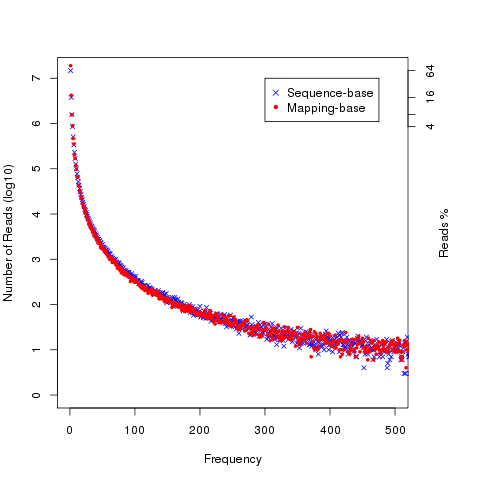 Sequence-base
Mapping-base
7
6
5
4
3
2
1
0
Number of Reads (log10)
64
16
4
Reads %
0 100 200 300 400 500
Frequency